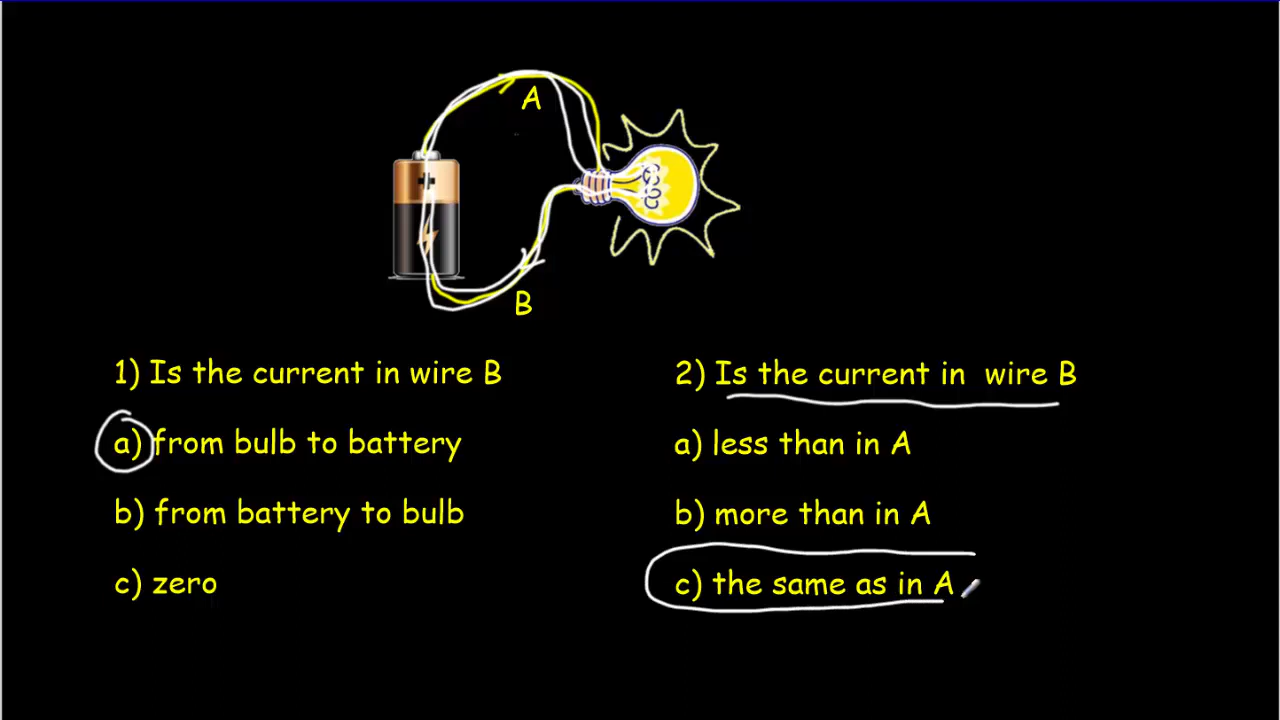 A
+
B
1) Is the current in wire B
a) from bulb to battery
b) from battery to bulb
c) zero
2) Is the current in wire B
a) less than in A
b) more than in A
c) the same as in A